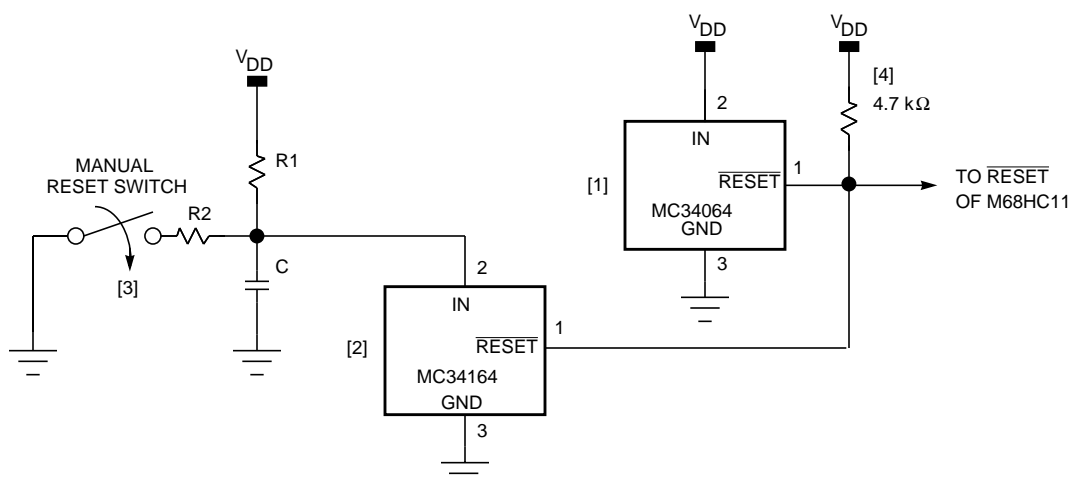 VDD
VDD
[4]
4.7 kΩ
2
IN
VDD
[1]
RESET
1
TO RESET
OF M68HC11
MC34064
GND
3
MANUAL
RESET SWITCH
R1
R2
[3]
C
2
IN
[2]
RESET
1
MC34164
GND
3